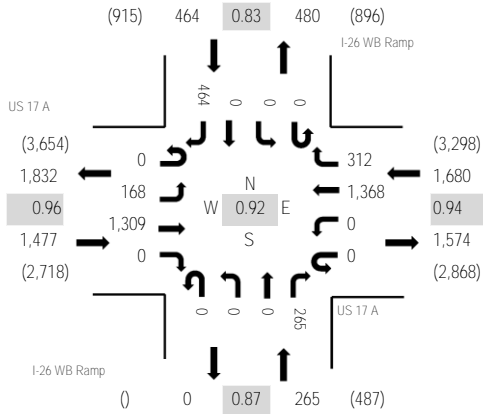 (915) 464 0.83 480 (896)
I-26 WB Ramp
US 17 A
464 0 0 0
(3,654)
(3,298)
0
312
1,832
1,680
168
1,368
N
0.96
W 0.92 E
0.94
1,309
0
S
1,477
1,574
0
0
(2,718)
(2,868)
0 0 0 265
US 17 A
I-26 WB Ramp
() 0 0.87 265 (487)